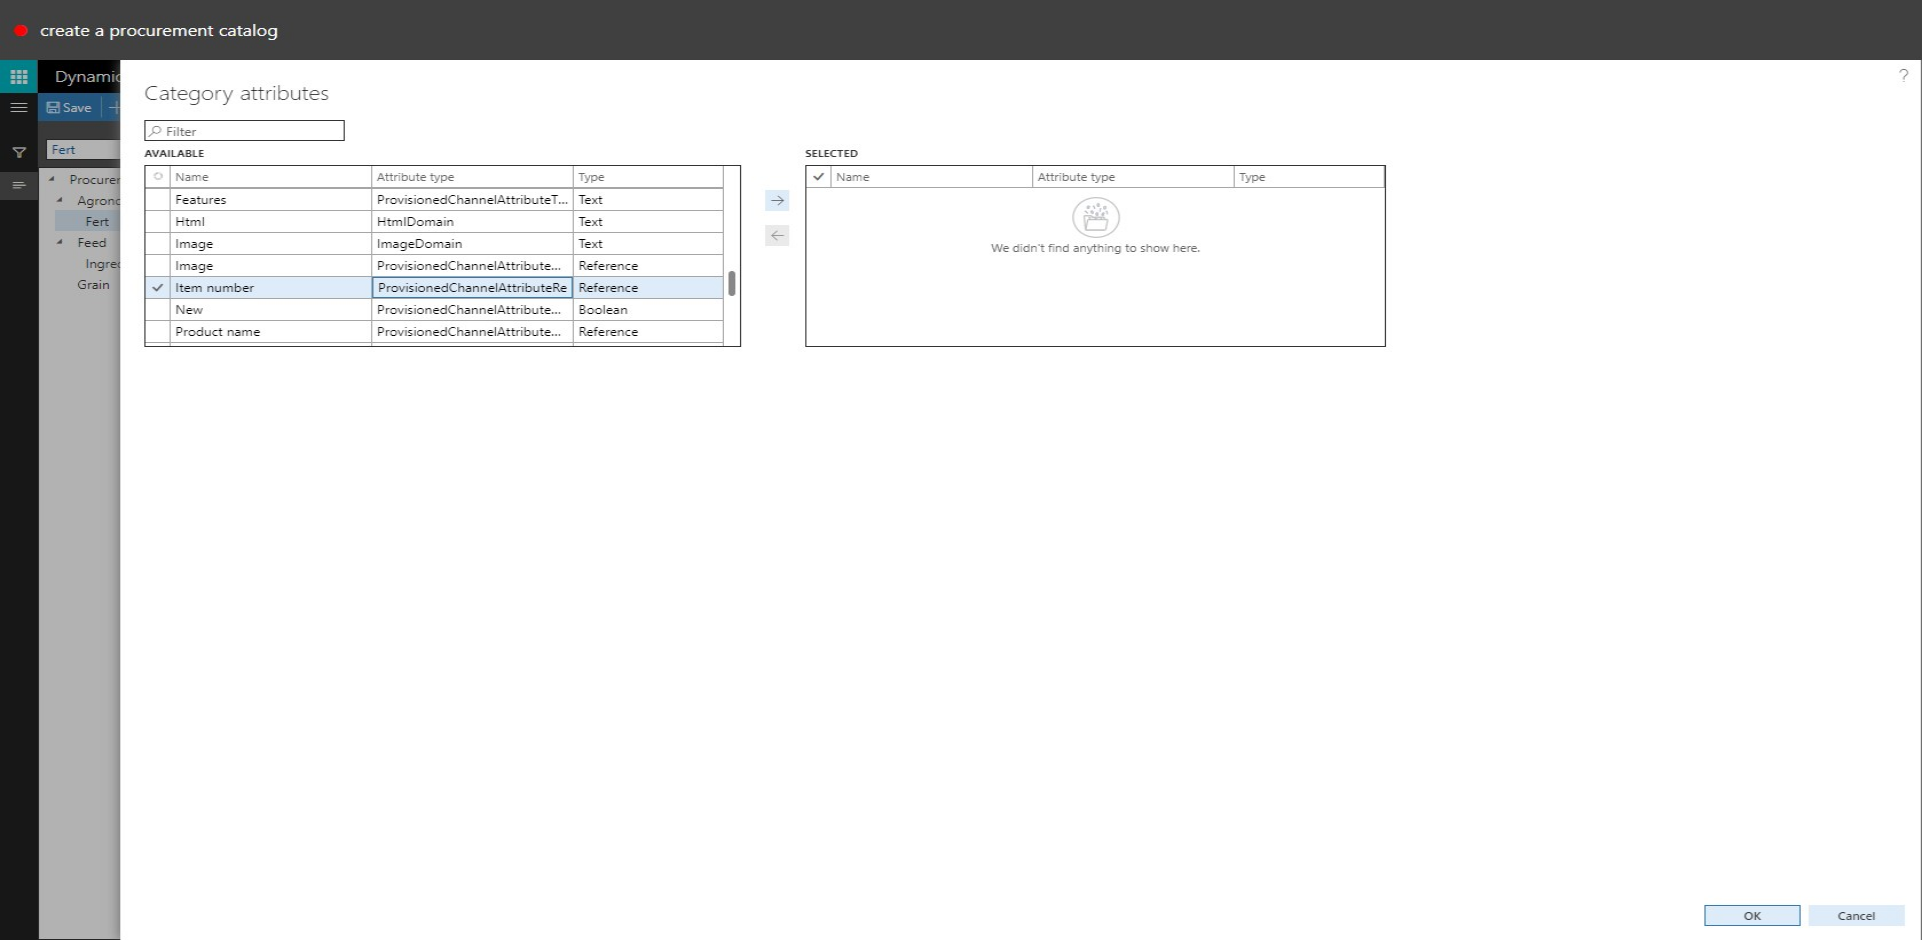 create a procurement catalog
Dynamic
?
Category attributes
Save
Filter
Fert
AVAILABLE
SELECTED
Name Attribute type Type
Name Attribute type Type
Features ProvisionedChannelAttributeT... Text
Html HtmlDomain Text
Image ImageDomain Text
Image ProvisionedChannelAttribute... Reference
Item number ProvisionedChannelAttributeRe Reference
New ProvisionedChannelAttribute... Boolean
Product name ProvisionedChannelAttribute... Reference
We didn't find anything to show here.
Procurer
Agrono
Fert
Feed
Ingred
Grain
OK
Cancel